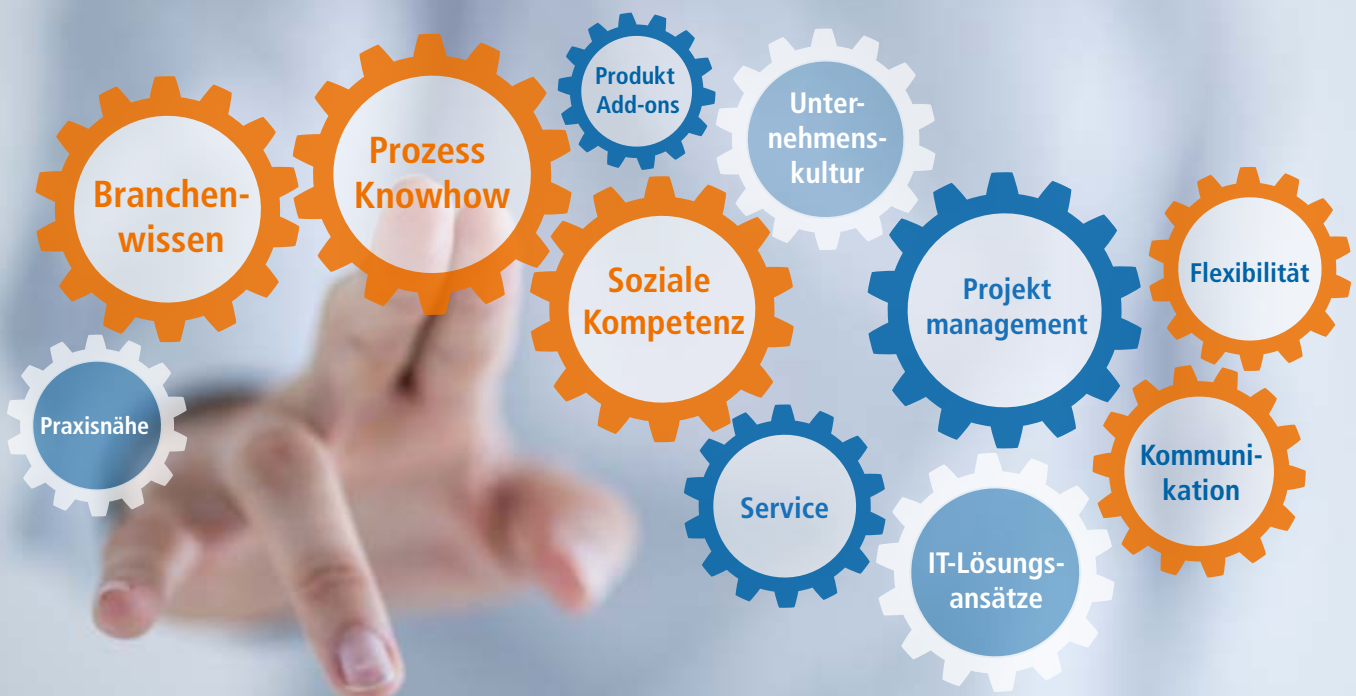 Branchen-
wissen
Prozess
Knowhow
Produkt
Add-ons
Unter-
nehmens-
kultur
Soziale
Kompetenz
Projekt
management
Flexibilität
Praxisnähe
Service
Kommuni-
kation
IT-Lösungs-
ansätze